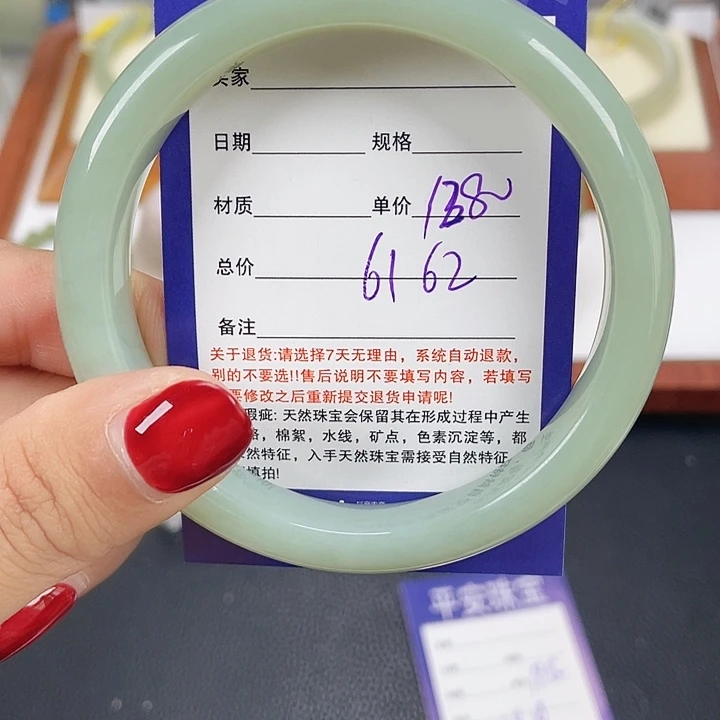 家
日期 规格
材质 单价
总价 61 62
备注
关于退货:请选择7天无理由，系统自动退款，
别的不要选!!售后说明不要填写内容，若填写
要修改之后重新提交退货申请呢!
瑕疵: 天然珠宝会保留其在形成过程中产生
，棉絮，水线，矿点，色素沉淀等，都
然特征，入手天然珠宝需接受自然特征
慎拍!
平安珠宝